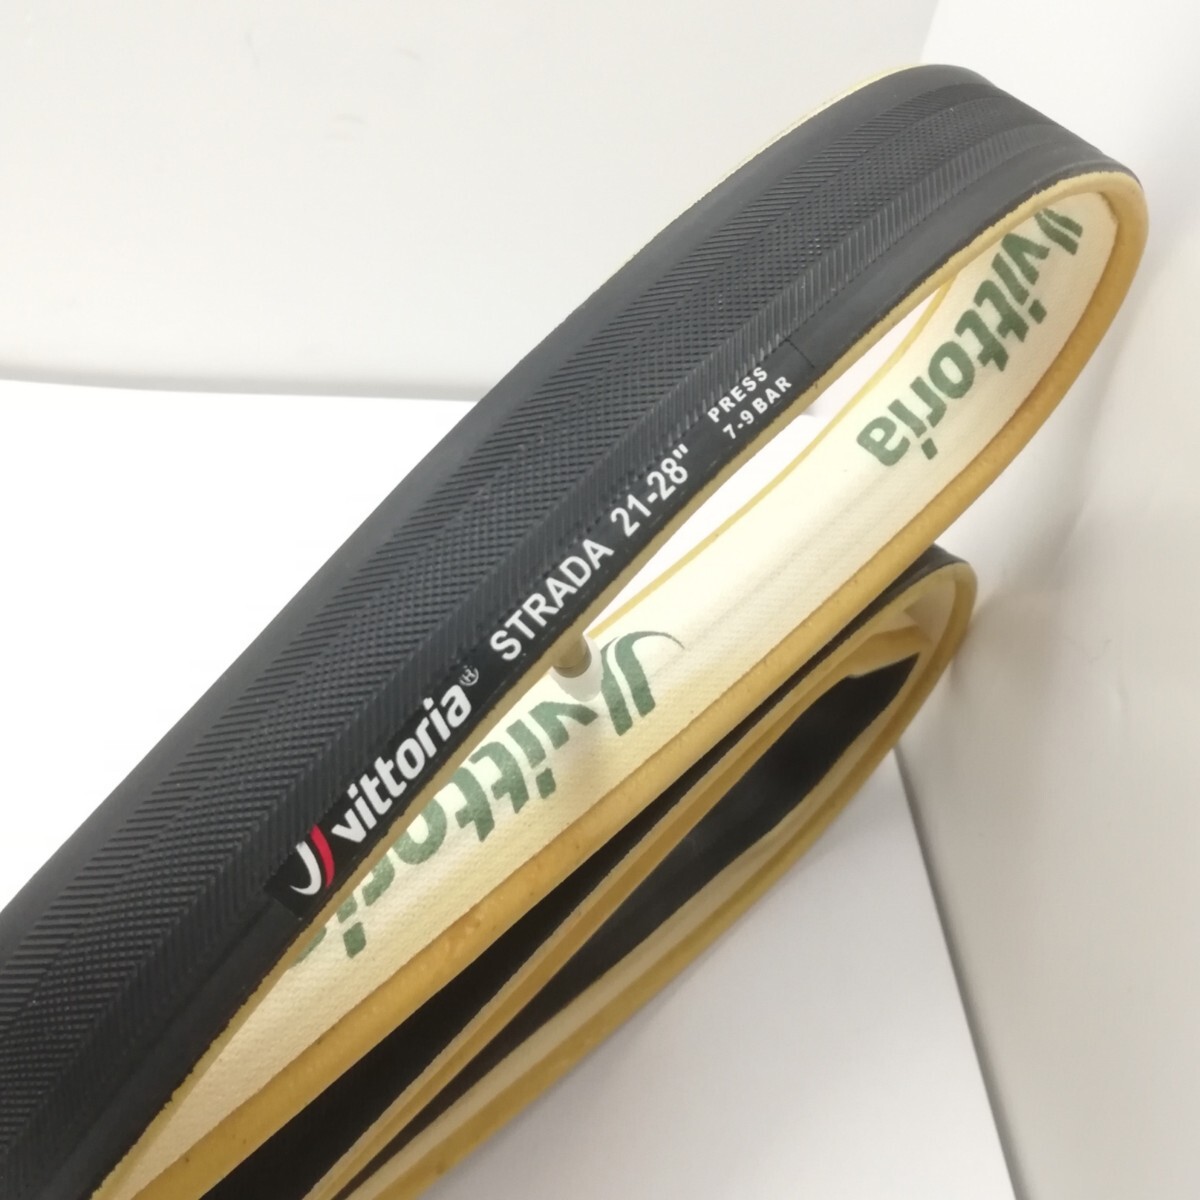 vittoria® STRADA 21-28"
PRESS
7-9 BAR
vittoria
vittoria